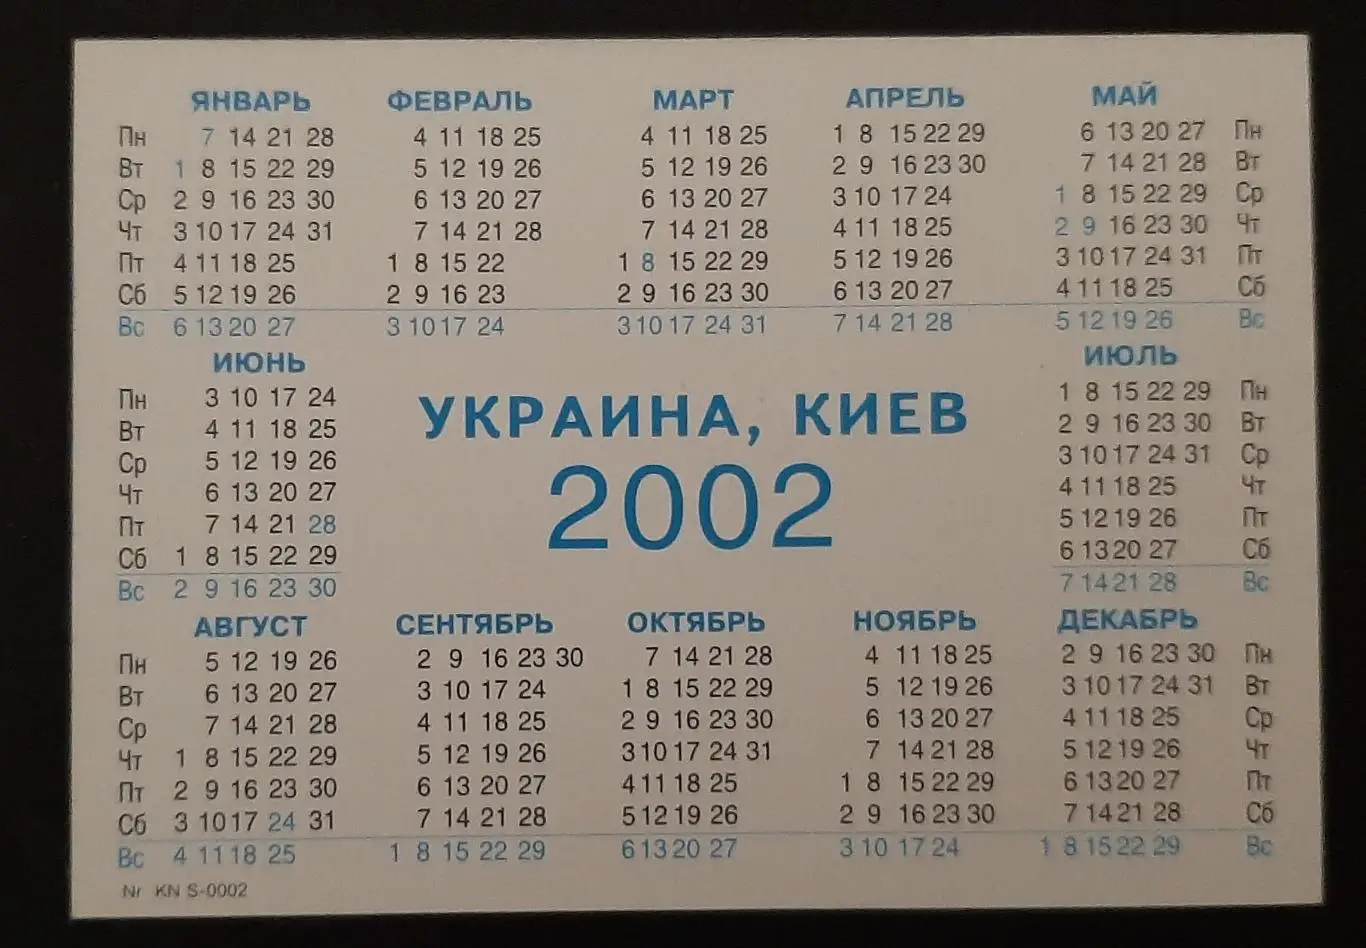 ЯНВАРЬ ФЕВРАЛЬ МАРТ АПРЕЛЬ МАЙ
Пн 7 14 21 28 4 11 18 25 4 11 18 25 1 8 15 22 29 6 13 20 27 Пн
Вт 1 8 15 22 29 5 12 19 26 5 12 19 26 2 9 16 23 30 7 14 21 28 Вт
Ср 2 9 16 23 30 6 13 20 27 6 13 20 27 3 10 17 24 1 8 15 22 29 Ср
Чт 3 10 17 24 31 7 14 21 28 7 14 21 28 4 11 18 25 2 9 16 23 30 Чт
Пт 4 11 18 25 1 8 15 22 1 8 15 22 29 5 12 19 26 3 10 17 24 31 Пт
Сб 5 12 19 26 2 9 16 23 2 9 16 23 30 6 13 20 27 4 11 18 25 Сб
Вс 6 13 20 27 3 10 17 24 3 10 17 24 31 7 14 21 28 5 12 19 26 Вс
ИЮНЬ ИЮЛЬ
Пн 3 10 17 24 1 8 15 22 29 Пн
Вт 4 11 18 25 2 9 16 23 30 Вт
Ср 5 12 19 26 3 10 17 24 31 Ср
Чт 6 13 20 27 4 11 18 25 Чт
Пт 7 14 21 28 5 12 19 26 Пт
Сб 1 8 15 22 29 6 13 20 27 Сб
Вс 2 9 16 23 30 7 14 21 28 Вс
УКРАИНА, КИЕВ
2002
АВГУСТ СЕНТЯБРЬ ОКТЯБРЬ НОЯБРЬ ДЕКАБРЬ
Пн 5 12 19 26 2 9 16 23 30 7 14 21 28 4 11 18 25 2 9 16 23 30 Пн
Вт 6 13 20 27 3 10 17 24 1 8 15 22 29 5 12 19 26 3 10 17 24 31 Вт
Ср 7 14 21 28 4 11 18 25 2 9 16 23 30 6 13 20 27 4 11 18 25 Ср
Чт 1 8 15 22 29 5 12 19 26 3 10 17 24 31 7 14 21 28 5 12 19 26 Чт
Пт 2 9 16 23 30 6 13 20 27 4 11 18 25 1 8 15 22 29 6 13 20 27 Пт
Сб 3 10 17 24 31 7 14 21 28 5 12 19 26 2 9 16 23 30 7 14 21 28 Сб
Вс 4 11 18 25 1 8 15 22 29 6 13 20 27 3 10 17 24 1 8 15 22 29 Вс
Nr KN S-0002